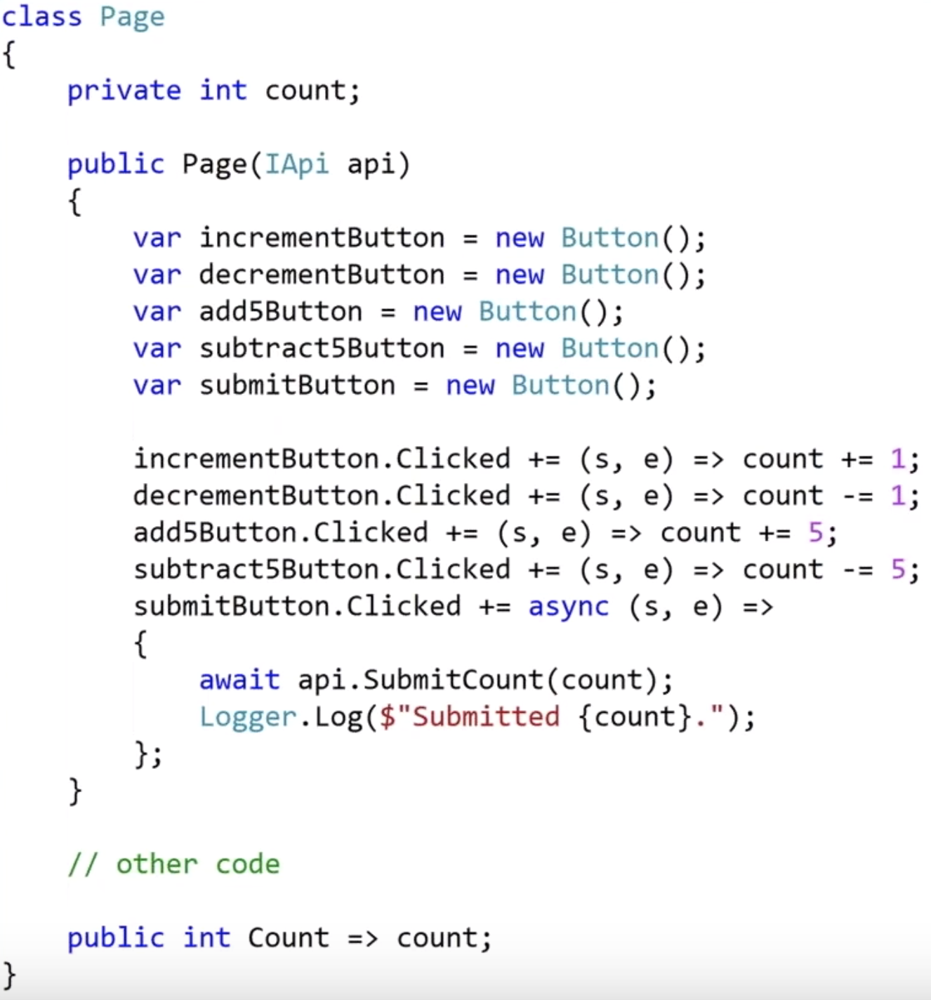 class Page
{
    private int count;

    public Page(IApi api)
    {
        var incrementButton = new Button();
        var decrementButton = new Button();
        var add5Button = new Button();
        var subtract5Button = new Button();
        var submitButton = new Button();

        incrementButton.Clicked += (s, e) => count += 1;
        decrementButton.Clicked += (s, e) => count -= 1;
        add5Button.Clicked += (s, e) => count += 5;
        subtract5Button.Clicked += (s, e) => count -= 5;
        submitButton.Clicked += async (s, e) =>
        {
            await api.SubmitCount(count);
            Logger.Log($"Submitted {count}.");
        };
    }

    // other code

    public int Count => count;
}